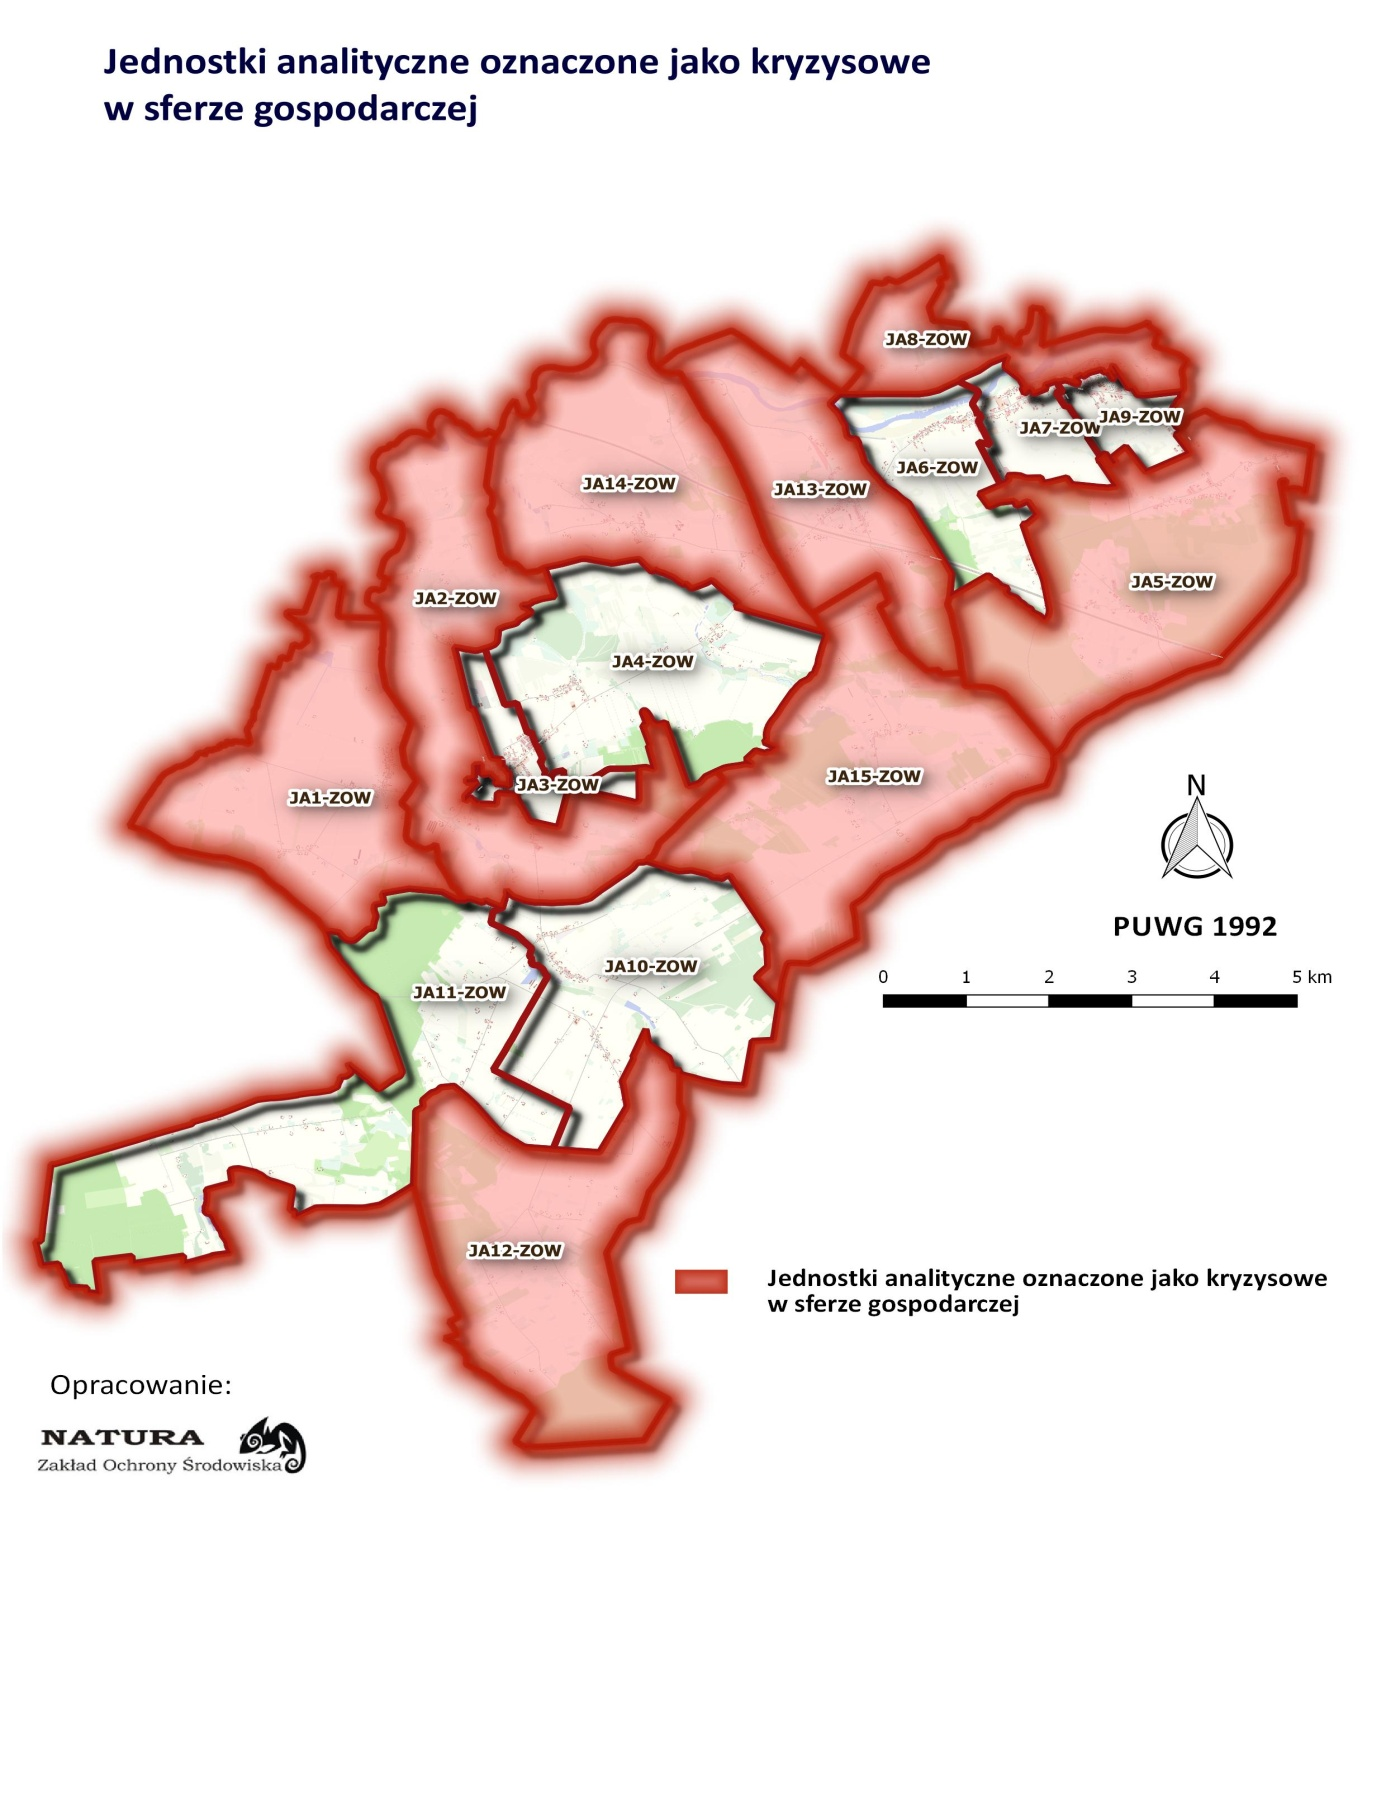 Jednostki analityczne oznaczone jako kryzysowe
w sferze gospodarczej
JA8-ZOW
JA9-ZOW
JA7-ZOW
JA6-ZOW
JA14-ZOW
JA13-ZOW
JA5-ZOW
JA2-ZOW
JA4-ZOW
JA15-ZOW
JA3-ZOW
JA1-ZOW
N
PUWG 1992
JA10-ZOW
JA11-ZOW
0 1 2 3 4 5 km
JA12-ZOW
Jednostki analityczne oznaczone jako kryzysowe
w sferze gospodarczej
Opracowanie:
NATURA
Zakład Ochrony Środowiska